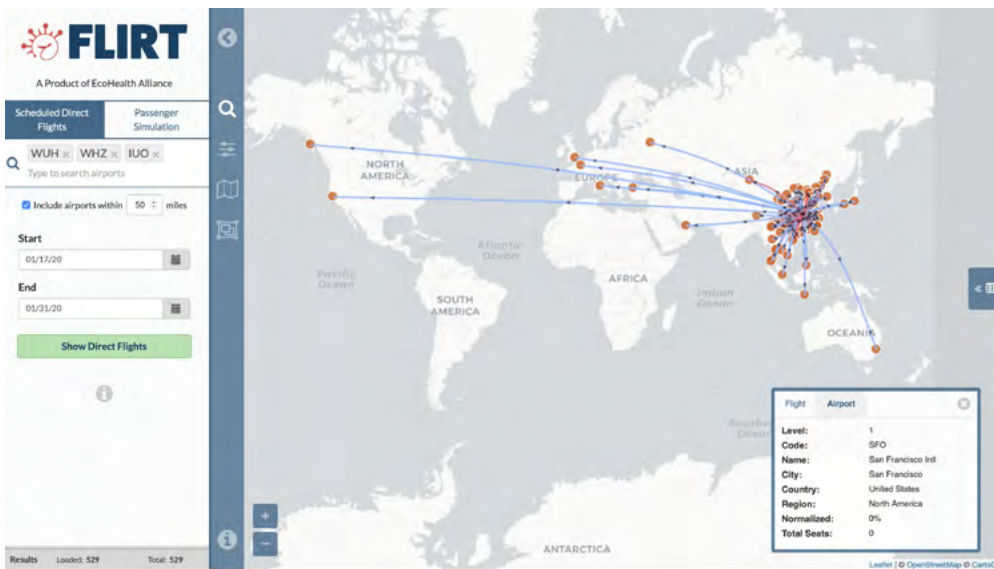 FLIRT
A Product of EcoHealth Alliance
Scheduled Direct Flights
Passenger Simulation
WUH × WHZ × IUO ×
Type to search airports
Include airports within 50 miles
Start
01/17/20
End
01/31/20
Show Direct Flights
Results Loaded: 529 Total: 529
NORTH
AMERICA
EUROPE
ASIA
Atlantic
Ocean
Pacific
Ocean
AFRICA
SOUTH
AMERICA
Indian
Ocean
OCEANIA
Southern
Ocean
ANTARCTICA
+
−
«
Flight Airport
Level: 1
Code: SFO
Name: San Francisco Intl
City: San Francisco
Country: United States
Region: North America
Normalized: 0%
Total Seats: 0
Leaflet | © OpenStreetMap © CartoD